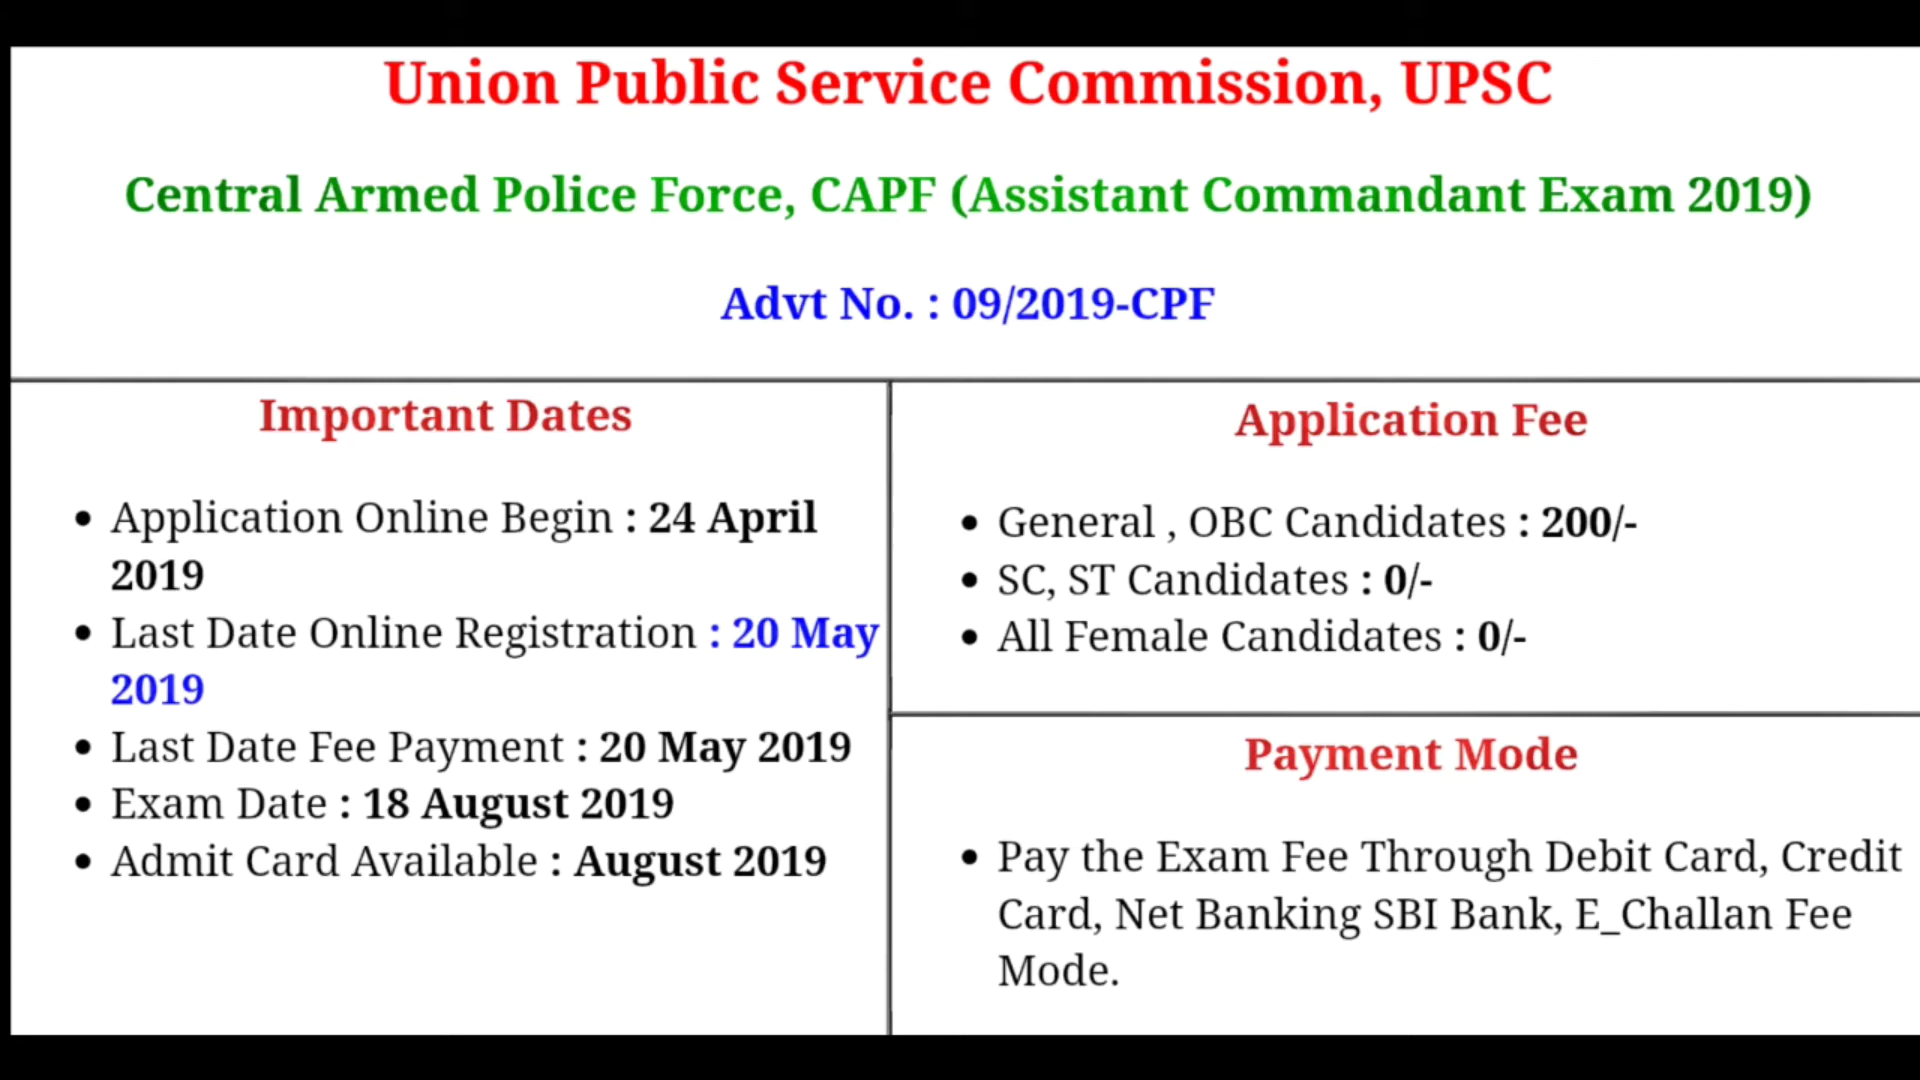 Union Public Service Commission, UPSC
Central Armed Police Force, CAPF (Assistant Commandant Exam 2019)
Advt No. : 09/2019-CPF
Important Dates
• Application Online Begin : 24 April
2019
• Last Date Online Registration : 20 May
2019
• Last Date Fee Payment : 20 May 2019
• Exam Date : 18 August 2019
• Admit Card Available : August 2019
Application Fee
• General , OBC Candidates : 200/-
• SC, ST Candidates : 0/-
• All Female Candidates : 0/-
Payment Mode
• Pay the Exam Fee Through Debit Card, Credit
Card, Net Banking SBI Bank, E_Challan Fee
Mode.